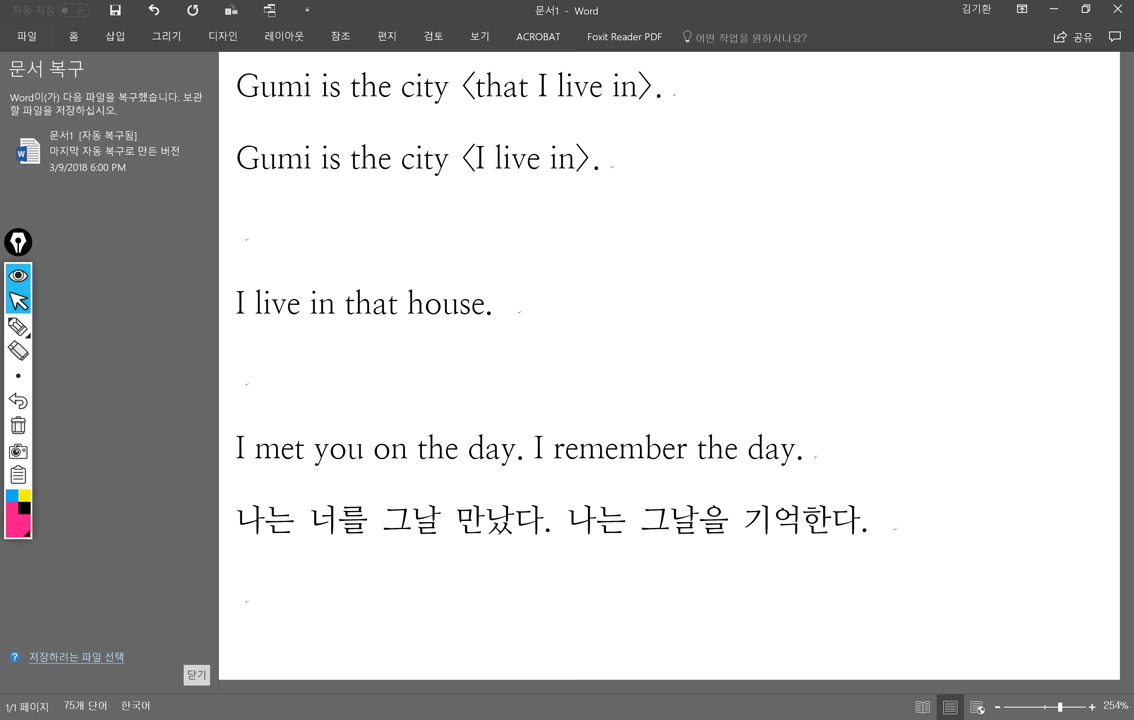 자동 저장
문서1 - Word
김기환
파일 홈 삽입 그리기 디자인 레이아웃 참조 편지 검토 보기 ACROBAT Foxit Reader PDF 어떤 작업을 원하시나요? 공유
문서 복구
Word이(가) 다음 파일을 복구했습니다. 보관
할 파일을 저장하십시오.
문서1 [자동 복구됨]
마지막 자동 복구로 만든 버전
3/9/2018 6:00 PM
Gumi is the city 〈that I live in〉.
Gumi is the city 〈I live in〉.
I live in that house.
I met you on the day. I remember the day.
나는 너를 그날 만났다. 나는 그날을 기억한다.
? 저장하려는 파일 선택
닫기
1/1 페이지 75개 단어 한국어 254%